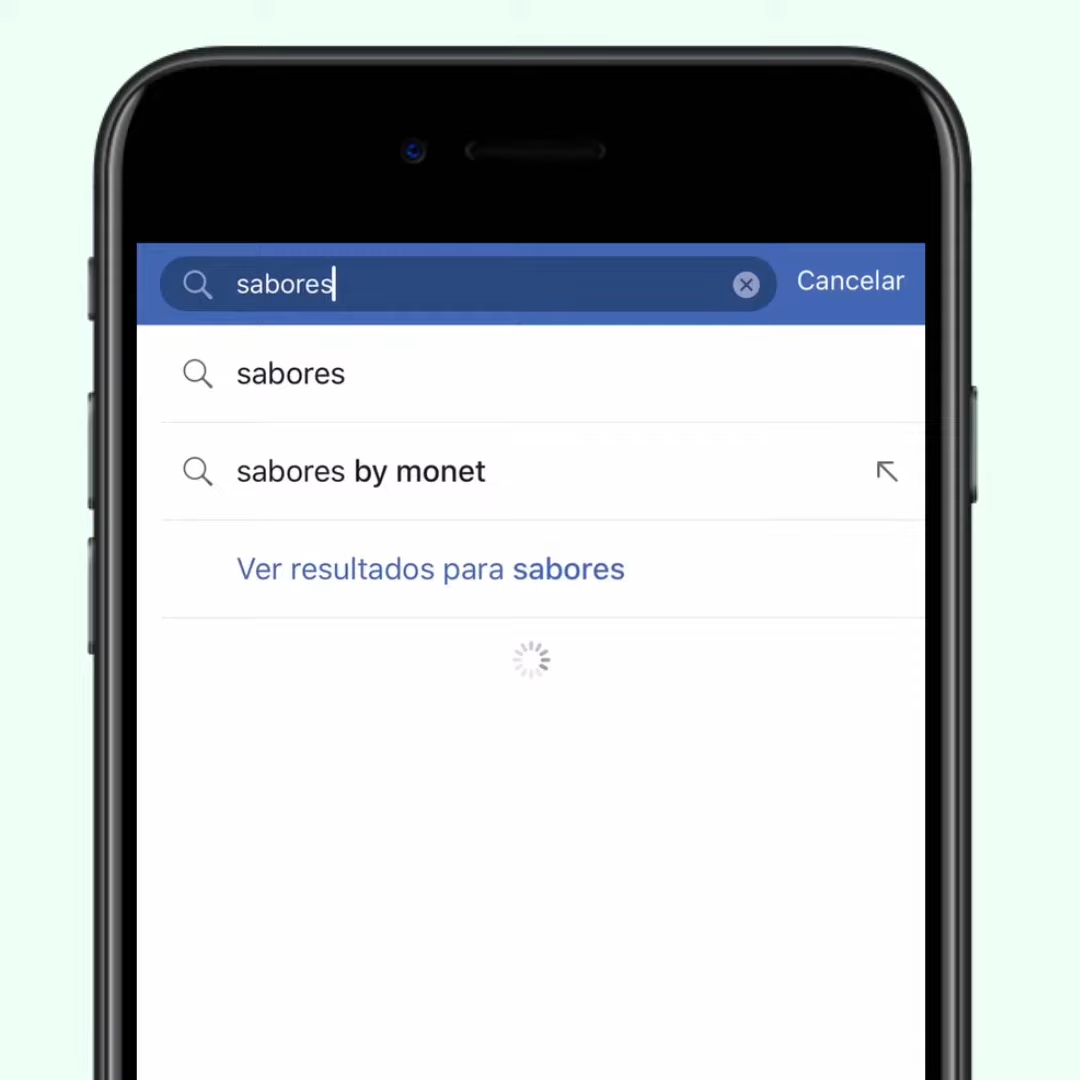 sabores
Cancelar
sabores
sabores by monet
Ver resultados para sabores